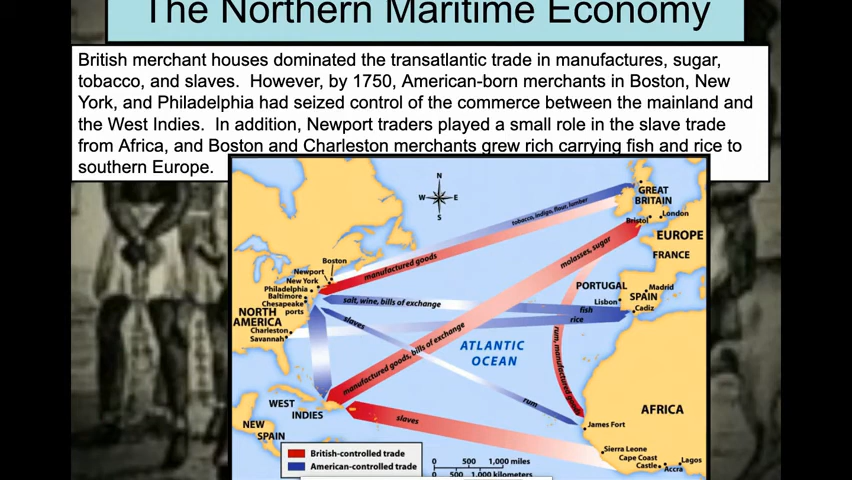 The Northern Maritime Economy
British merchant houses dominated the transatlantic trade in manufactures, sugar,
tobacco, and slaves. However, by 1750, American-born merchants in Boston, New
York, and Philadelphia had seized control of the commerce between the mainland and
the West Indies. In addition, Newport traders played a small role in the slave trade
from Africa, and Boston and Charleston merchants grew rich carrying fish and rice to
southern Europe.
N
W E
S
GREAT
BRITAIN
London
Bristol
EUROPE
FRANCE
tobacco, indigo, flour, lumber
manufactured goods
molasses, sugar
Boston
Newport
New York
Philadelphia
Baltimore
Chesapeake
ports
NORTH
AMERICA
Charleston
Savannah
PORTUGAL
Madrid
SPAIN
Lisbon
Cadiz
salt, wine, bills of exchange
fish
rice
slaves
manufactured goods, bills of exchange
ATLANTIC
OCEAN
rum, manufactured goods
rum
WEST
INDIES
slaves
NEW
SPAIN
AFRICA
James Fort
Sierra Leone
Cape Coast
Castle
Lagos
Accra
British-controlled trade
American-controlled trade
0 500 1,000 miles
0 500 1,000 kilometers